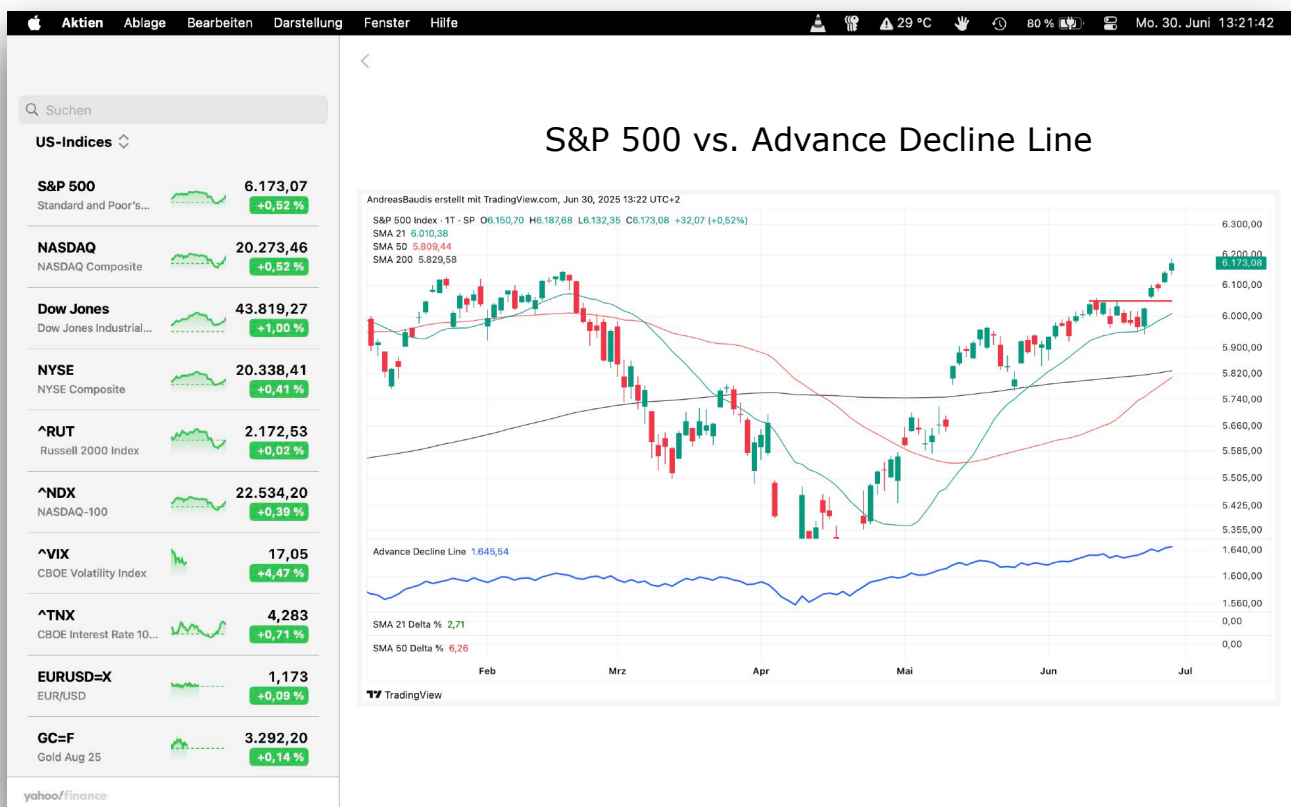 Aktien Ablage Bearbeiten Darstellung Fenster Hilfe 29 °C 80 % Mo. 30. Juni 13:21:42
Suchen
US-Indices
S&P 500 6.173,07
Standard and Poor's... +0,52 %
NASDAQ 20.273,46
NASDAQ Composite +0,52 %
Dow Jones 43.819,27
Dow Jones Industrial... +1,00 %
NYSE 20.338,41
NYSE Composite +0,41 %
^RUT 2.172,53
Russell 2000 Index +0,02 %
^NDX 22.534,20
NASDAQ-100 +0,39 %
^VIX 17,05
CBOE Volatility Index +4,47 %
^TNX 4,283
CBOE Interest Rate 10... +0,71 %
EURUSD=X 1,173
EUR/USD +0,09 %
GC=F 3.292,20
Gold Aug 25 +0,14 %
yahoo!finance
S&P 500 vs. Advance Decline Line
AndreasBaudis erstellt mit TradingView.com, Jun 30, 2025 13:22 UTC+2
S&P 500 Index · 1T · SP O6.150,70 H6.187,68 L6.132,35 C6.173,08 +32,07 (+0,52%)
SMA 21 6.010,38
SMA 50 5.809,44
SMA 200 5.829,58
6.300,00
6.200,00
6.173,08
6.100,00
6.000,00
5.900,00
5.820,00
5.740,00
5.660,00
5.585,00
5.505,00
5.425,00
5.355,00
Advance Decline Line 1.645,54
1.640,00
1.600,00
1.560,00
SMA 21 Delta % 2,71
0,00
SMA 50 Delta % 6,26
0,00
Feb Mrz Apr Mai Jun Jul
TradingView